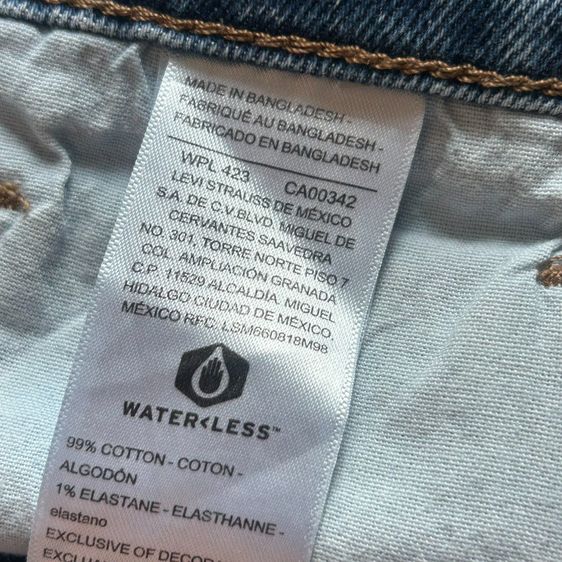 MADE IN BANGLADESH -
FABRIQUÉ AU BANGLADESH -
FABRICADO EN BANGLADESH
WPL 423 CA00342
LEVI STRAUSS DE MÉXICO
S.A. DE C.V. BLVD. MIGUEL DE
CERVANTES SAAVEDRA
NO. 301, TORRE NORTE PISO 7
COL. AMPLIACIÓN GRANADA
C.P. 11529 ALCALDÍA. MIGUEL
HIDALGO CIUDAD DE MÉXICO.
MÉXICO RFC. LSM660818M98
WATER<LESS™
99% COTTON - COTON -
ALGODÓN
1% ELASTANE - ELASTHANNE -
elastano
EXCLUSIVE OF